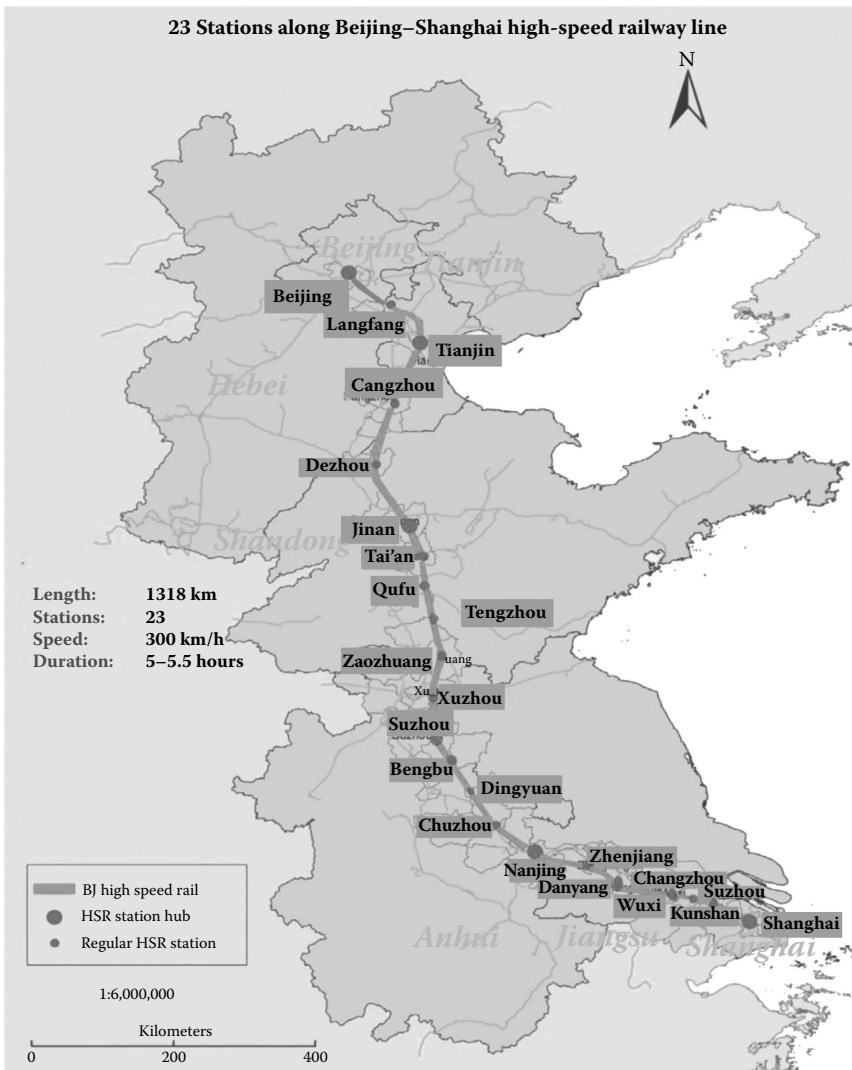 23 Stations along Beijing–Shanghai high-speed railway line
N
Beijing
Tianjin
Beijing
Langfang
Tianjin
Hebei
Cangzhou
Dezhou
Jinan
Shandong
Tai’an
Qufu
Length: 1318 km
Stations: 23
Speed: 300 km/h
Duration: 5–5.5 hours
Tengzhou
Zaozhuang
uang
Xu
Xuzhou
Suzhou
Bengbu
Dingyuan
Chuzhou
Nanjing
Zhenjiang
Danyang
Changzhou
Wuxi
Suzhou
Kunshan
Shanghai
Anhui
Jiangsu
Shanghai
BJ high speed rail
HSR station hub
Regular HSR station
1:6,000,000
Kilometers
0 200 400